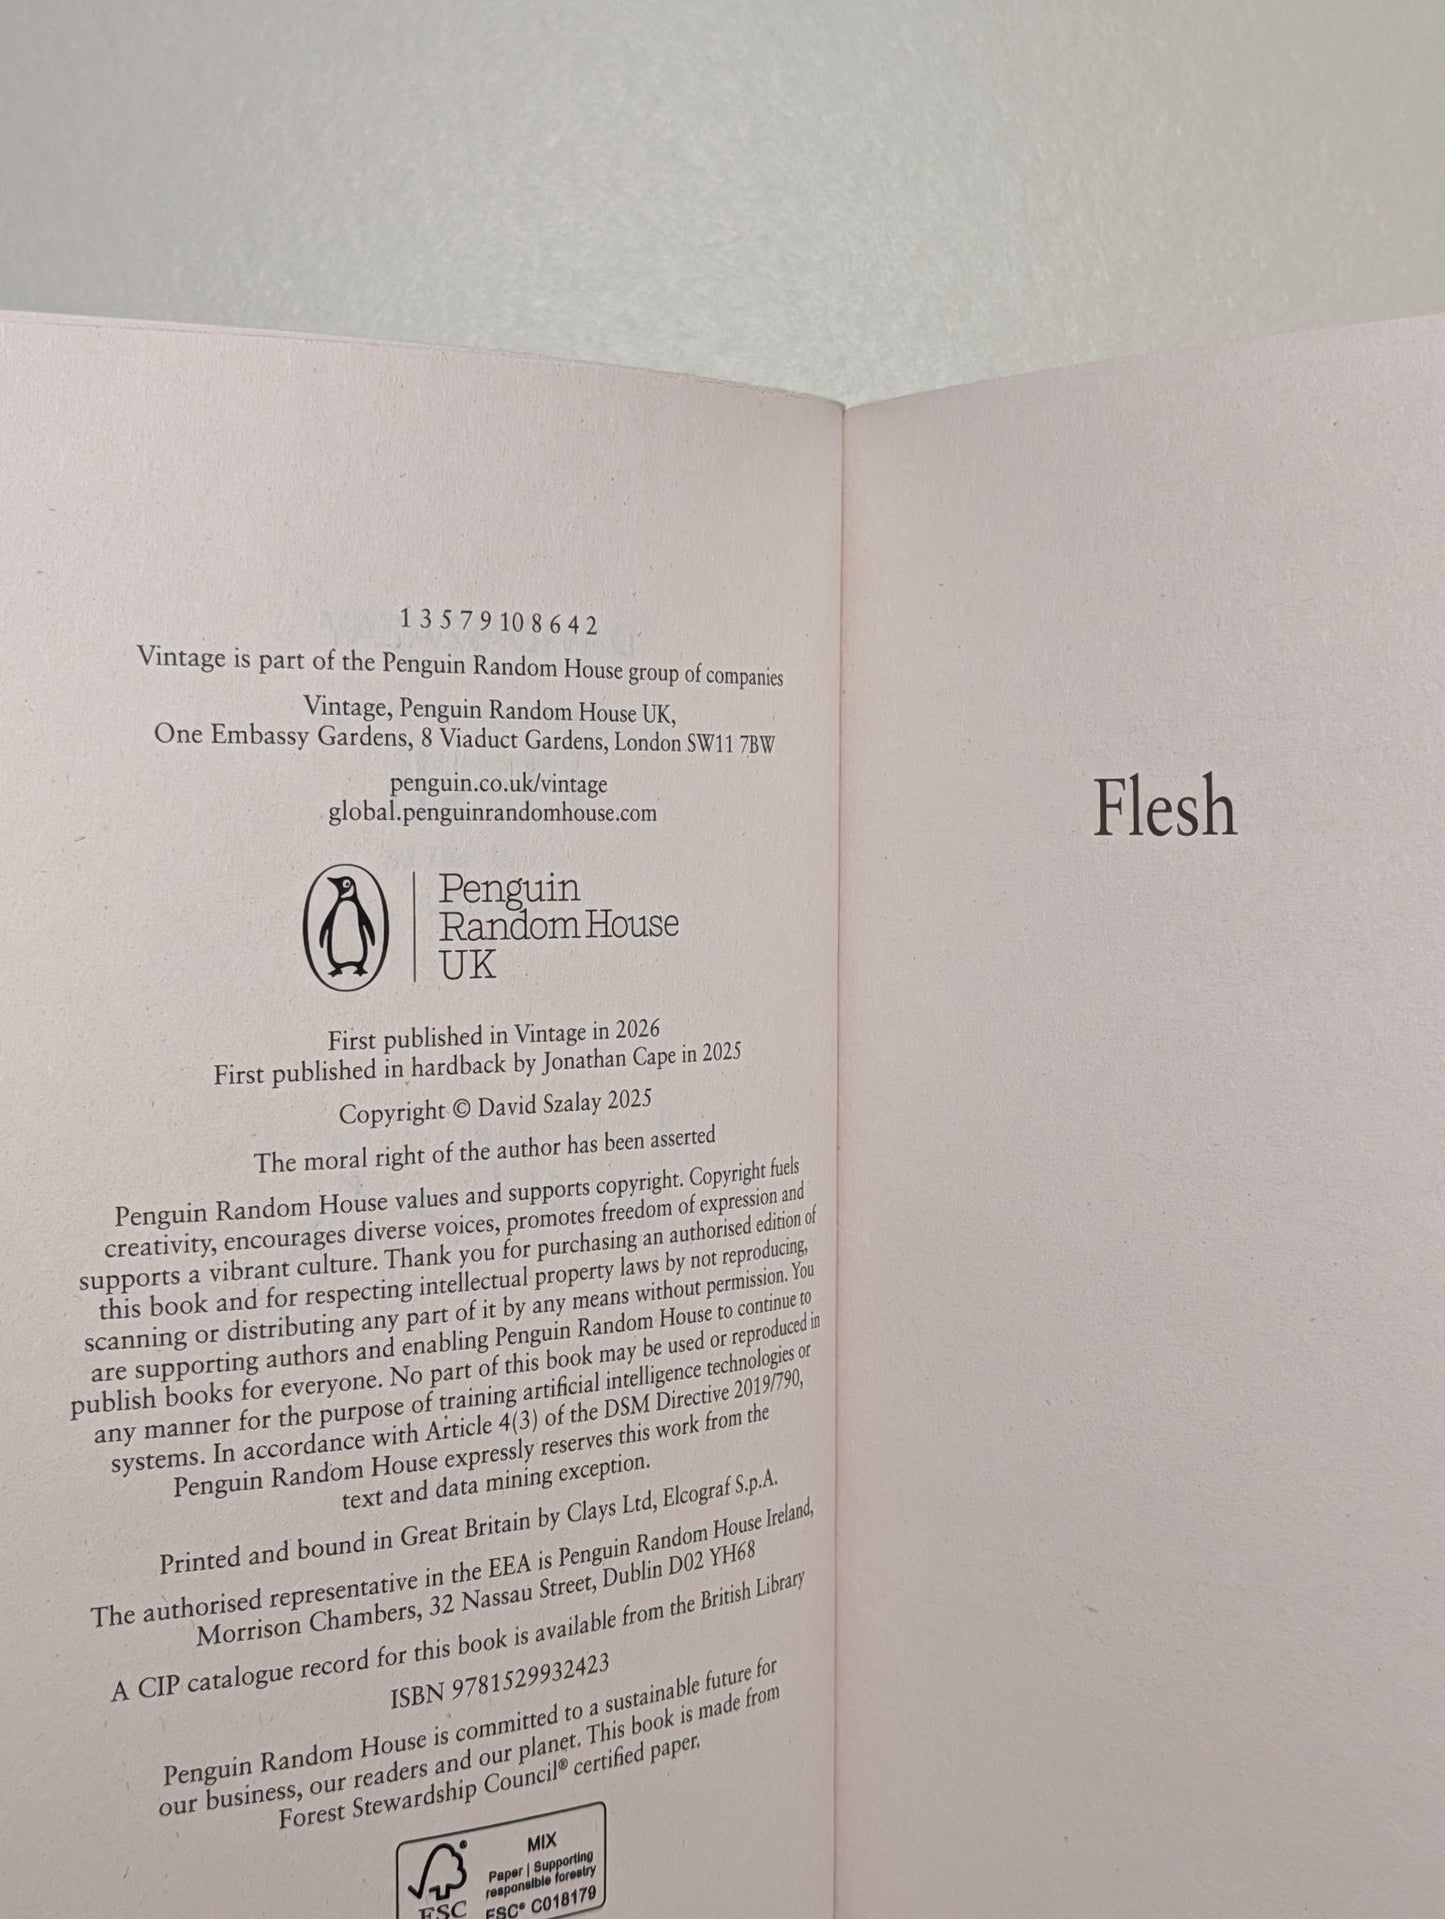 1 3 5 7 9 10 8 6 4 2
Vintage is part of the Penguin Random House group of companies
Vintage, Penguin Random House UK,
One Embassy Gardens, 8 Viaduct Gardens, London SW11 7BW
penguin.co.uk/vintage
global.penguinrandomhouse.com
Penguin
Random House
UK
First published in Vintage in 2026
First published in hardback by Jonathan Cape in 2025
Copyright © David Szalay 2025
The moral right of the author has been asserted
Penguin Random House values and supports copyright. Copyright fuels
creativity, encourages diverse voices, promotes freedom of expression and
supports a vibrant culture. Thank you for purchasing an authorised edition of
this book and for respecting intellectual property laws by not reproducing,
scanning or distributing any part of it by any means without permission. You
are supporting authors and enabling Penguin Random House to continue to
publish books for everyone. No part of this book may be used or reproduced in
any manner for the purpose of training artificial intelligence technologies or
systems. In accordance with Article 4(3) of the DSM Directive 2019/790,
Penguin Random House expressly reserves this work from the
text and data mining exception.
Printed and bound in Great Britain by Clays Ltd, Elcograf S.p.A.
The authorised representative in the EEA is Penguin Random House Ireland,
Morrison Chambers, 32 Nassau Street, Dublin D02 YH68
A CIP catalogue record for this book is available from the British Library
ISBN 9781529932423
Penguin Random House is committed to a sustainable future for
our business, our readers and our planet. This book is made from
Forest Stewardship Council® certified paper.
MIX
Paper | Supporting
responsible forestry
FSC
FSC® C018179
Flesh